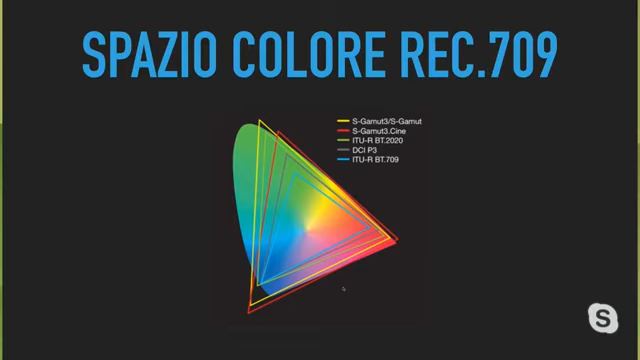 SPAZIO COLORE REC.709
S-Gamut3/S-Gamut
S-Gamut3.Cine
ITU-R BT.2020
DCI P3
ITU-R BT.709
S